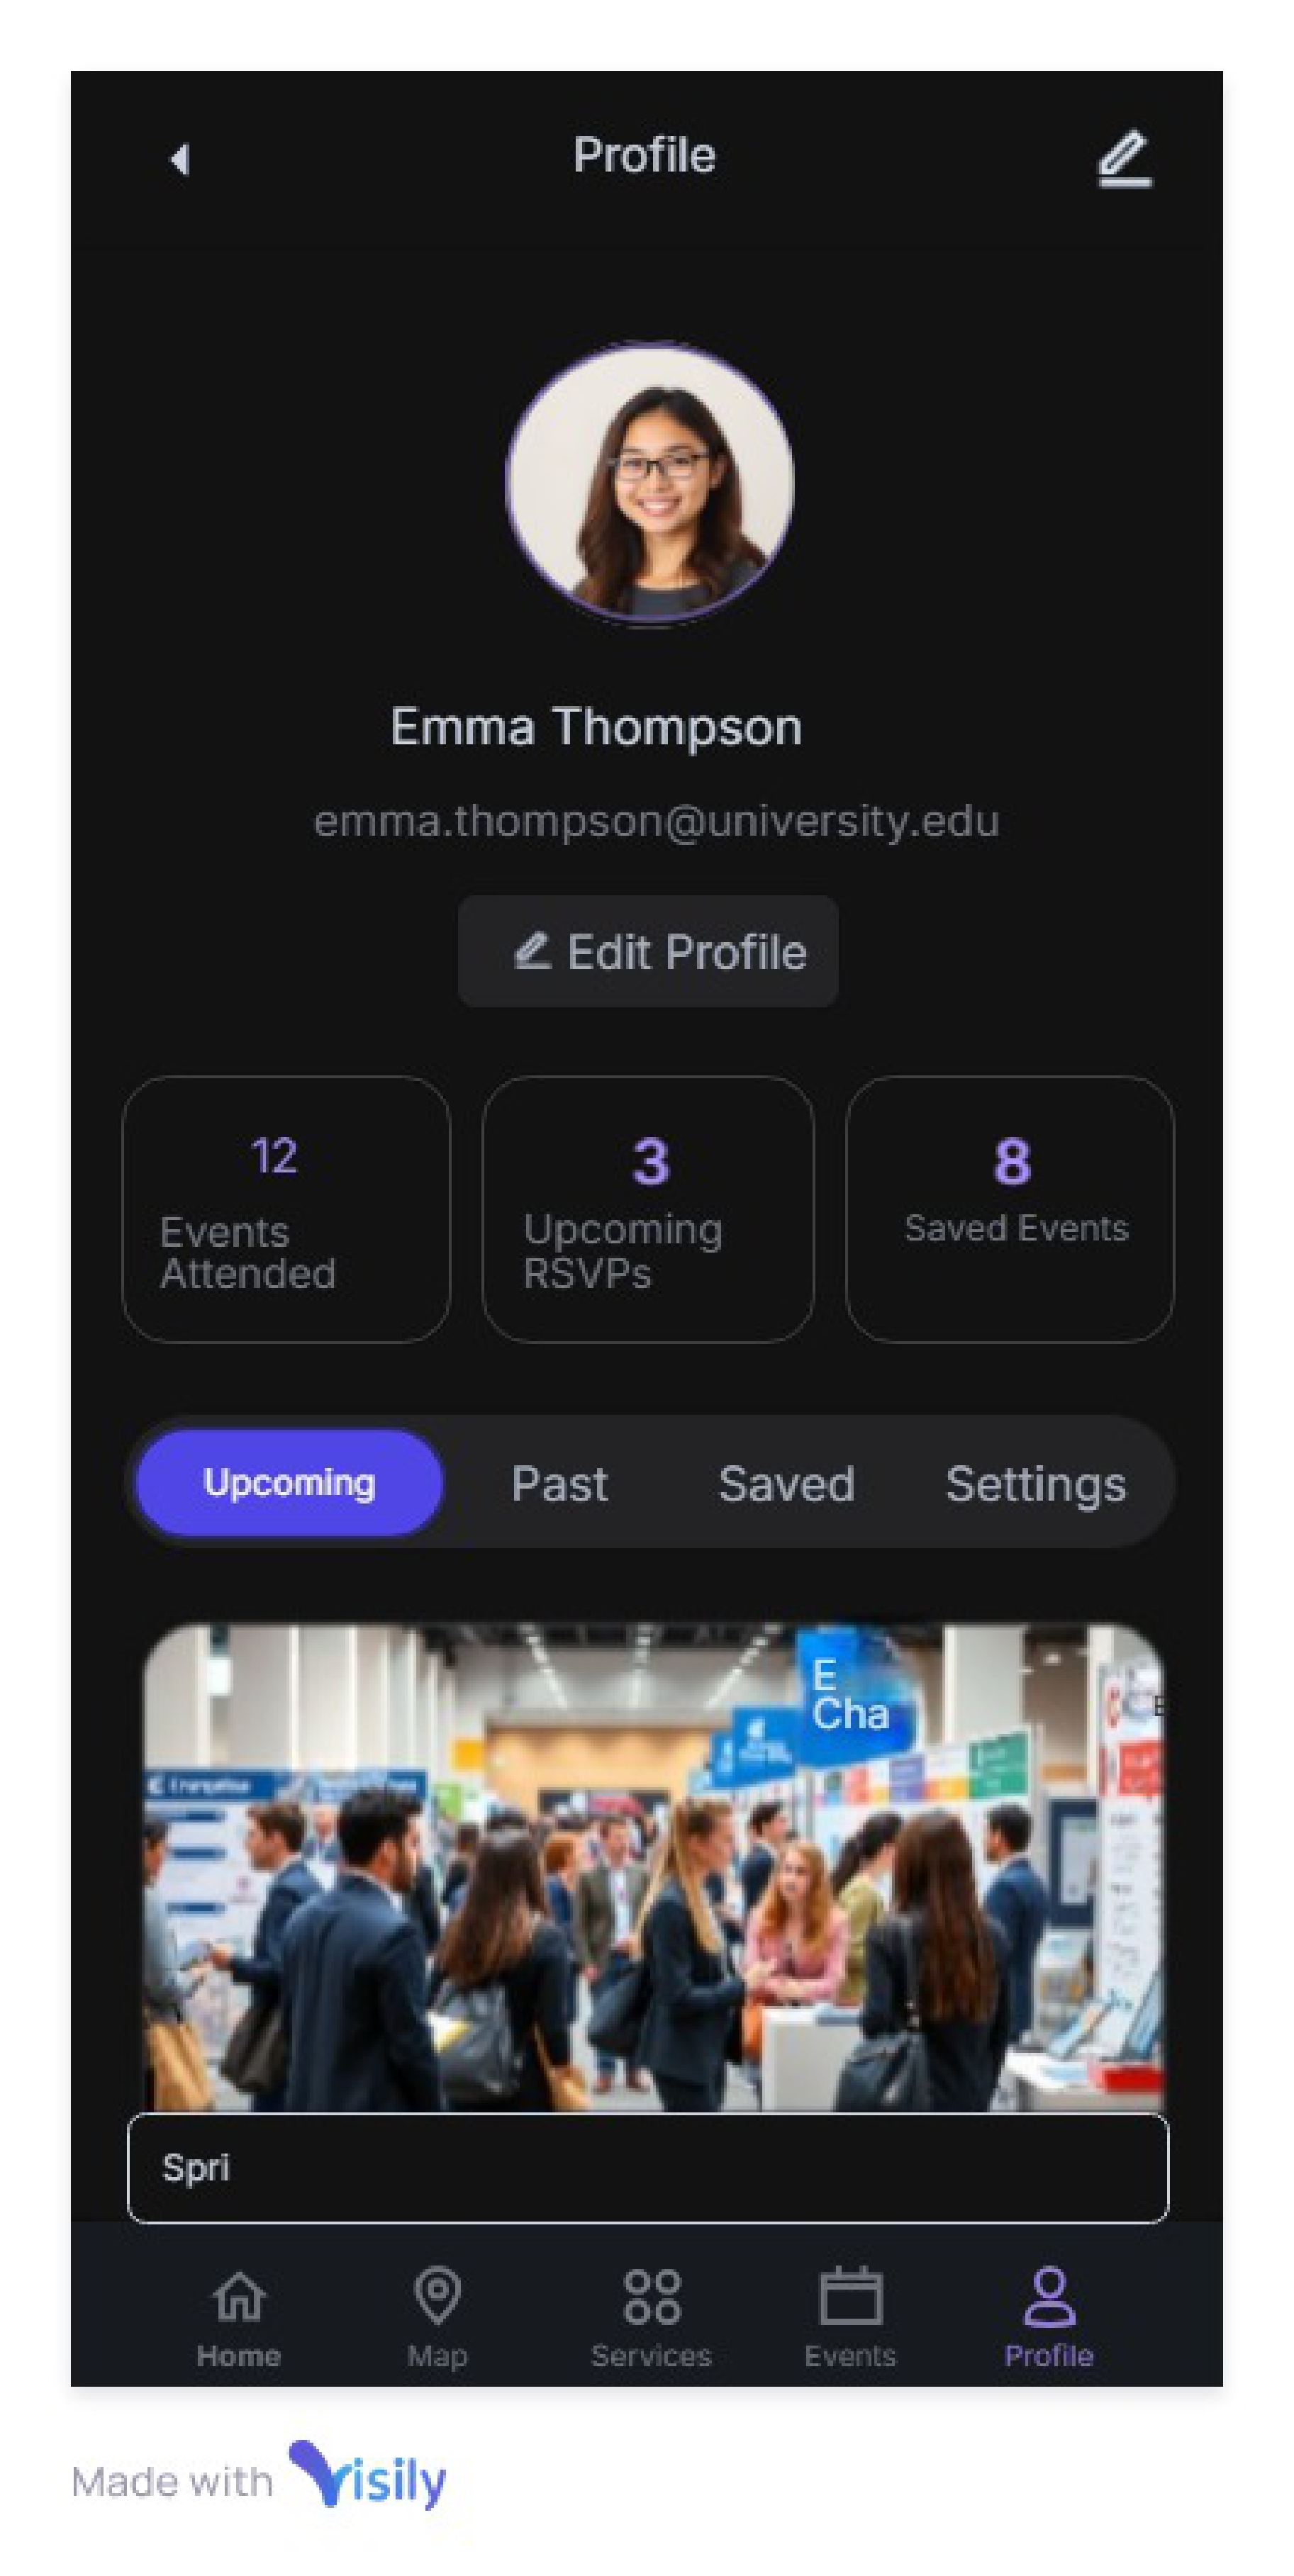 Profile
Emma Thompson
emma.thompson@university.edu
Edit Profile
12
Events
Attended
3
Upcoming
RSVPs
8
Saved Events
Upcoming
Past
Saved
Settings
E
Cha
Spri
Home
Map
Services
Events
Profile
Made with Visily